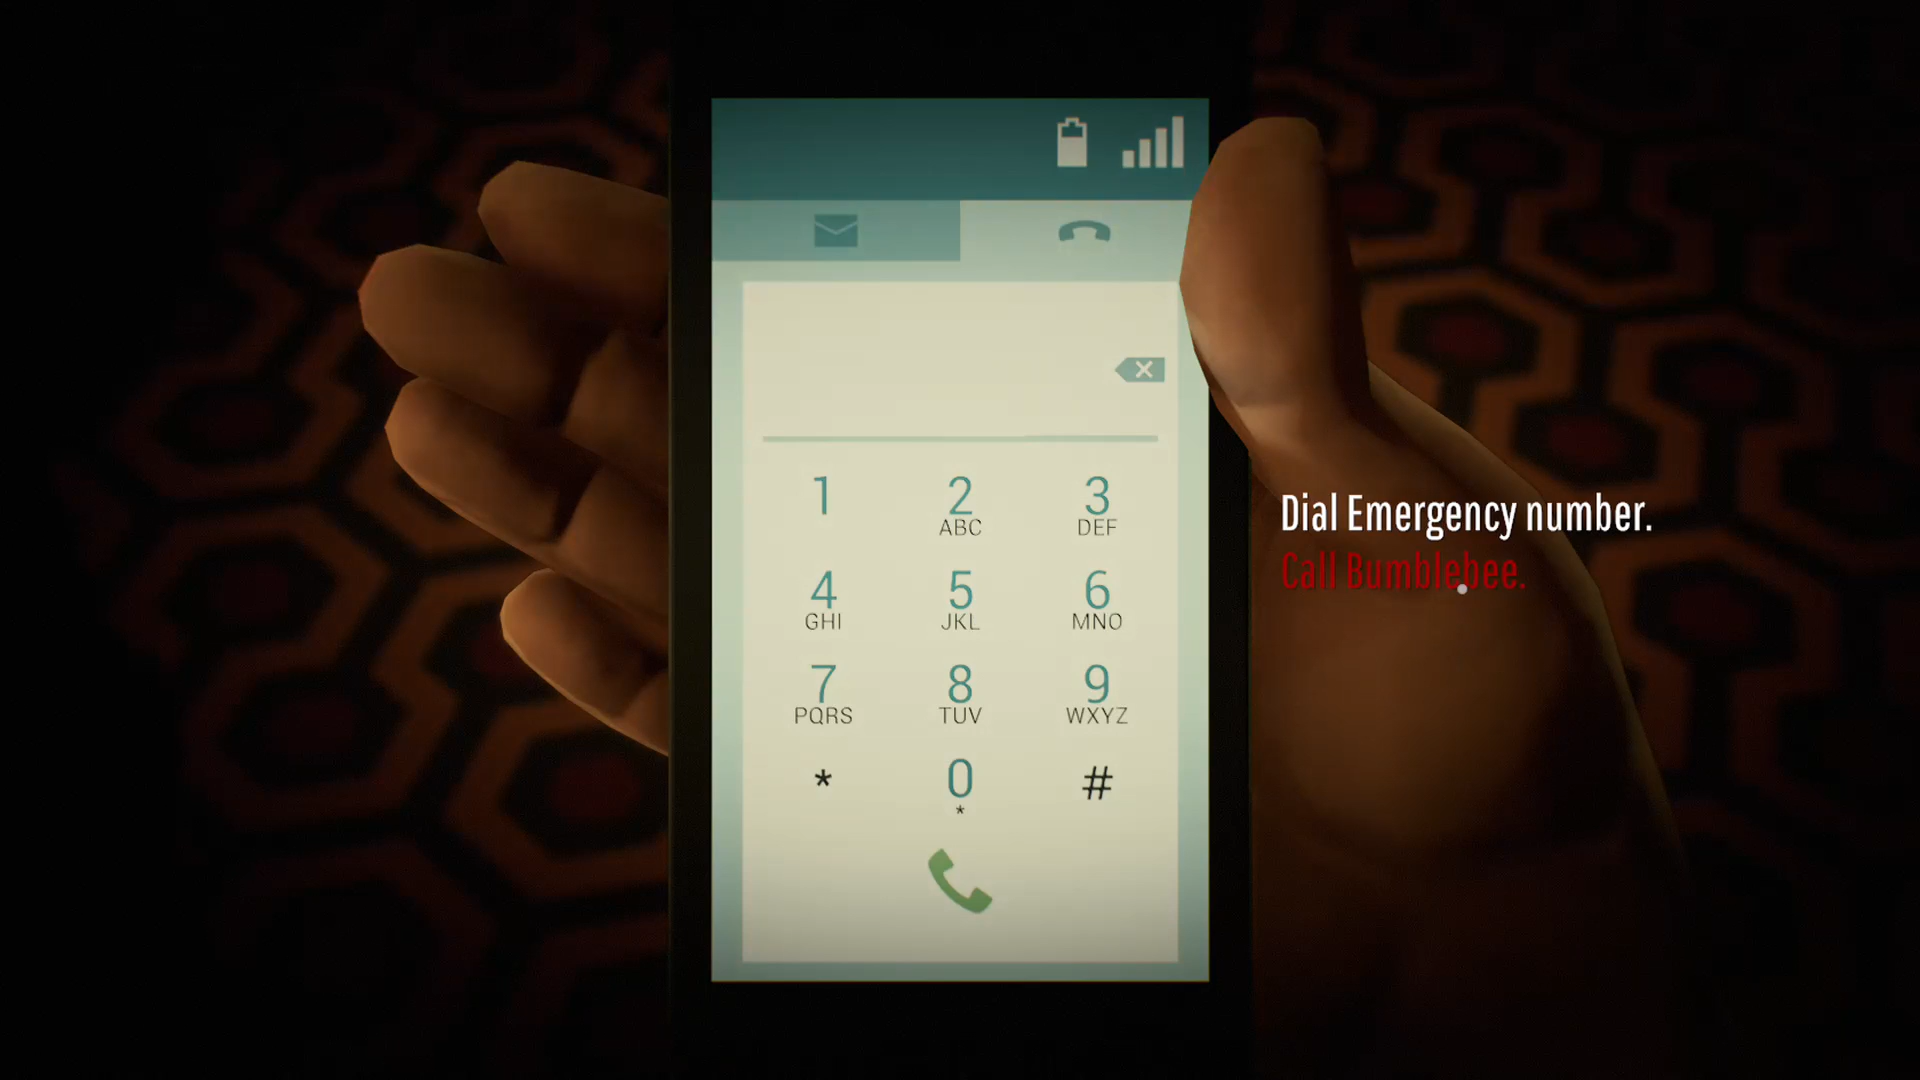 1 2 3
ABC DEF
4 5 6
GHI JKL MNO
7 8 9
PQRS TUV WXYZ
* 0 #
*
Dial Emergency number.
Call Bumblebee.